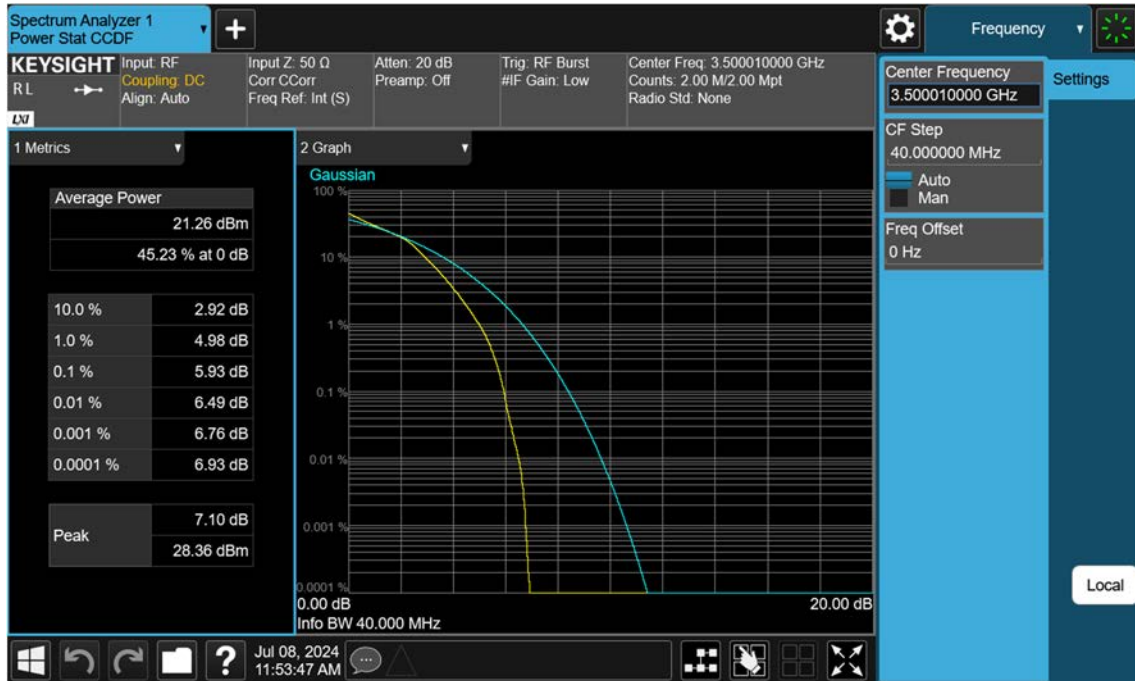 Spectrum Analyzer 1
Power Stat CCDF
+
Frequency
KEYSIGHT
RL
LXI
Input: RF
Coupling: DC
Align: Auto
Input Z: 50 Ω
Corr CCorr
Freq Ref: Int (S)
Atten: 20 dB
Preamp: Off
Trig: RF Burst
#IF Gain: Low
Center Freq: 3.500010000 GHz
Counts: 2.00 M/2.00 Mpt
Radio Std: None
Center Frequency
3.500010000 GHz
Settings
CF Step
40.000000 MHz
Auto
Man
Freq Offset
0 Hz
1 Metrics
Average Power
21.26 dBm
45.23 % at 0 dB
10.0 % 2.92 dB
1.0 % 4.98 dB
0.1 % 5.93 dB
0.01 % 6.49 dB
0.001 % 6.76 dB
0.0001 % 6.93 dB
Peak
7.10 dB
28.36 dBm
2 Graph
Gaussian
100 %
10 %
1 %
0.1 %
0.01 %
0.001 %
0.0001 %
0.00 dB 20.00 dB
Info BW 40.000 MHz
Local
?
Jul 08, 2024
11:53:47 AM